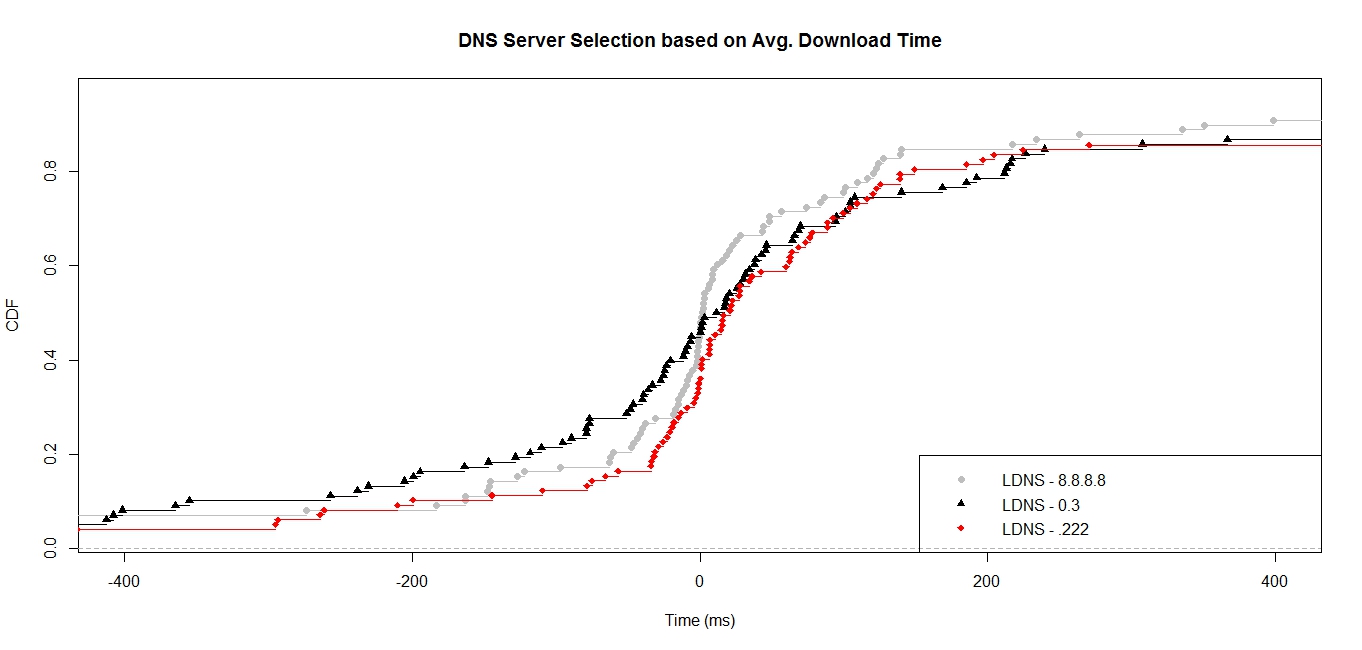 DNS Server Selection based on Avg. Download Time
CDF
0.8
0.6
0.4
0.2
0.0
LDNS - 8.8.8.8
LDNS - 0.3
LDNS - .222
-400 -200 0 200 400
Time (ms)